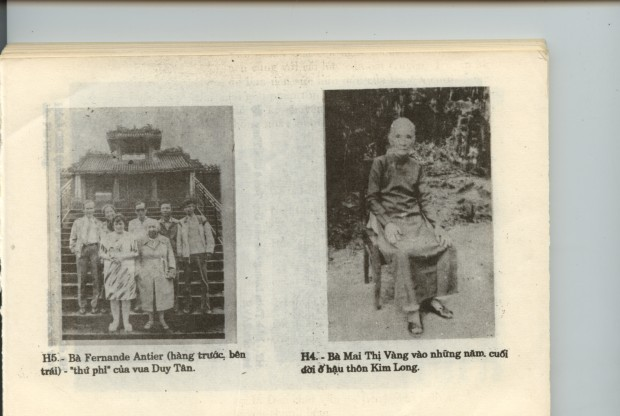 H5.- Bà Fernande Antier (hàng trước, bên
trái) - "thứ phi" của vua Duy Tân.
H4. - Bà Mai Thị Vàng vào những năm. cuối
đời ở hậu thôn Kim Long.